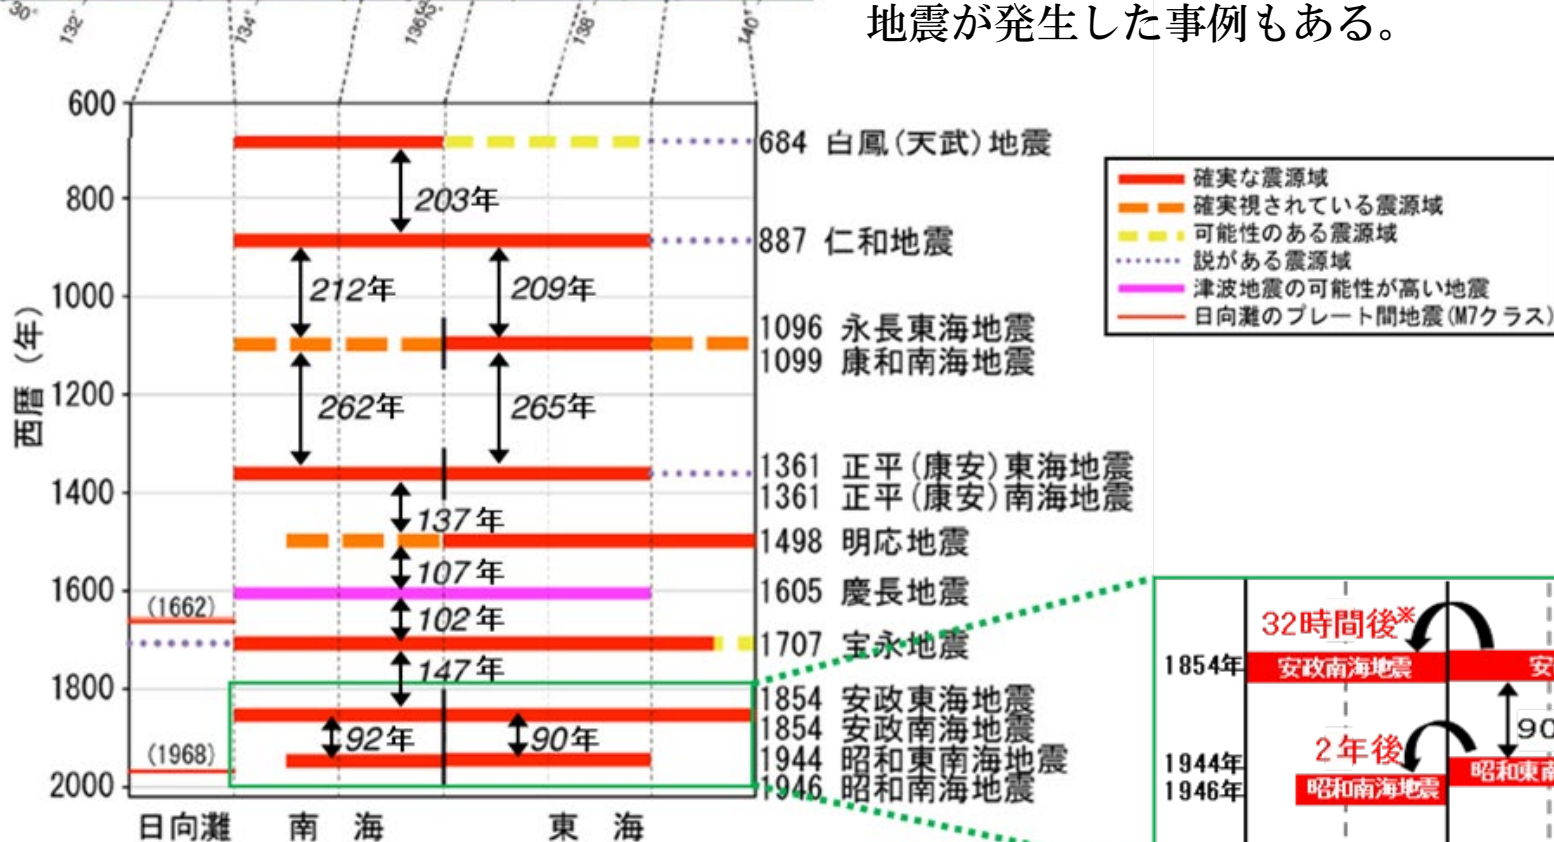 地震が発生した事例もある。
30°
132°
134°
136°
138°
140°
西暦（年）
600
800
1000
1200
1400
1600
1800
2000
203年
212年
209年
262年
265年
137年
107年
102年
147年
92年
90年
(1662)
(1968)
684 白鳳(天武)地震
887 仁和地震
1096 永長東海地震
1099 康和南海地震
1361 正平(康安)東海地震
1361 正平(康安)南海地震
1498 明応地震
1605 慶長地震
1707 宝永地震
1854 安政東海地震
1854 安政南海地震
1944 昭和東南海地震
1946 昭和南海地震
日向灘 南 海 東 海
確実な震源域
確実視されている震源域
可能性のある震源域
説がある震源域
津波地震の可能性が高い地震
日向灘のプレート間地震(M7クラス)
32時間後※
1854年 安政南海地震 安
90
2年後
1944年 昭和東南
1946年 昭和南海地震